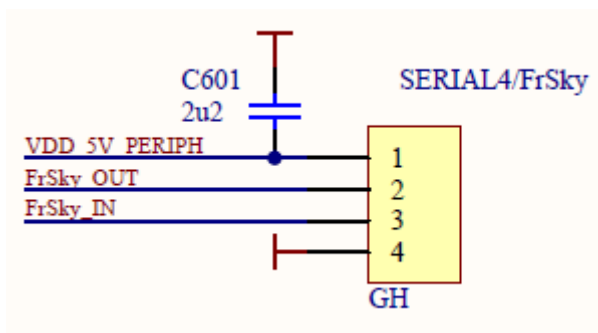 C601
2u2
SERIAL4/FrSky
VDD_5V_PERIPH
1
FrSky_OUT
2
FrSky_IN
3
4
GH